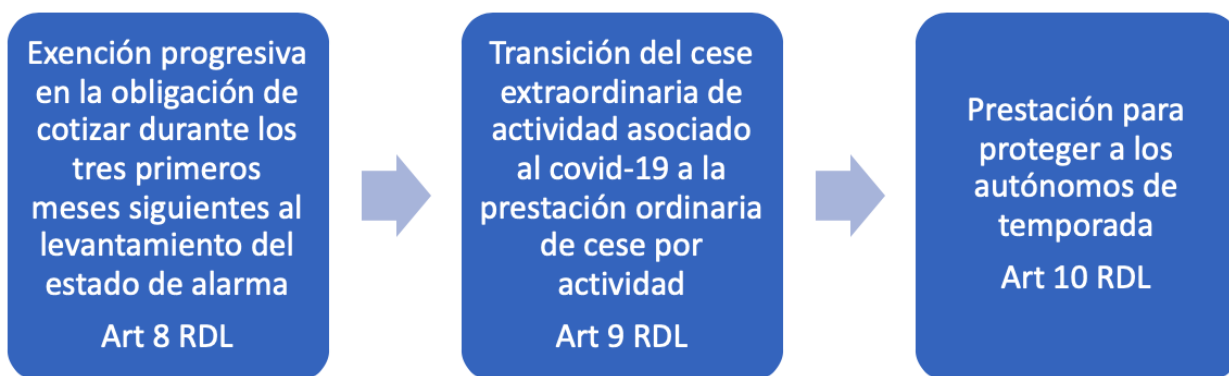 Exención progresiva
en la obligación de
cotizar durante los
tres primeros
meses siguientes al
levantamiento del
estado de alarma
Art 8 RDL
Transición del cese
extraordinaria de
actividad asociado
al covid-19 a la
prestación ordinaria
de cese por
actividad
Art 9 RDL
Prestación para
proteger a los
autónomos de
temporada
Art 10 RDL